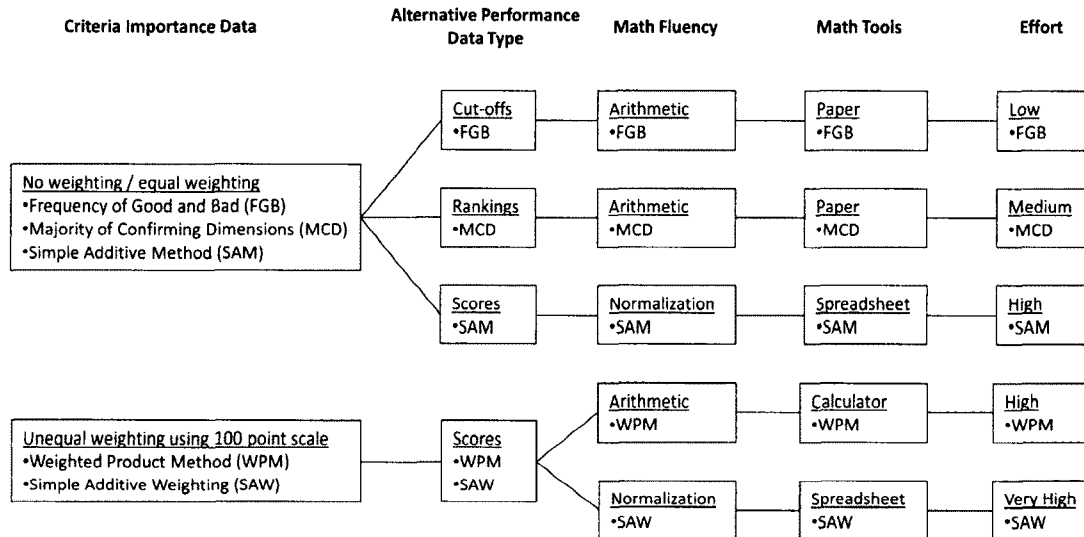 Criteria Importance Data
Alternative Performance
Data Type
Math Fluency
Math Tools
Effort
Cut-offs
•FGB
Arithmetic
•FGB
Paper
•FGB
Low
•FGB
No weighting / equal weighting
•Frequency of Good and Bad (FGB)
•Majority of Confirming Dimensions (MCD)
•Simple Additive Method (SAM)
Rankings
•MCD
Arithmetic
•MCD
Paper
•MCD
Medium
•MCD
Scores
•SAM
Normalization
•SAM
Spreadsheet
•SAM
High
•SAM
Unequal weighting using 100 point scale
•Weighted Product Method (WPM)
•Simple Additive Weighting (SAW)
Scores
•WPM
•SAW
Arithmetic
•WPM
Calculator
•WPM
High
•WPM
Normalization
•SAW
Spreadsheet
•SAW
Very High
•SAW